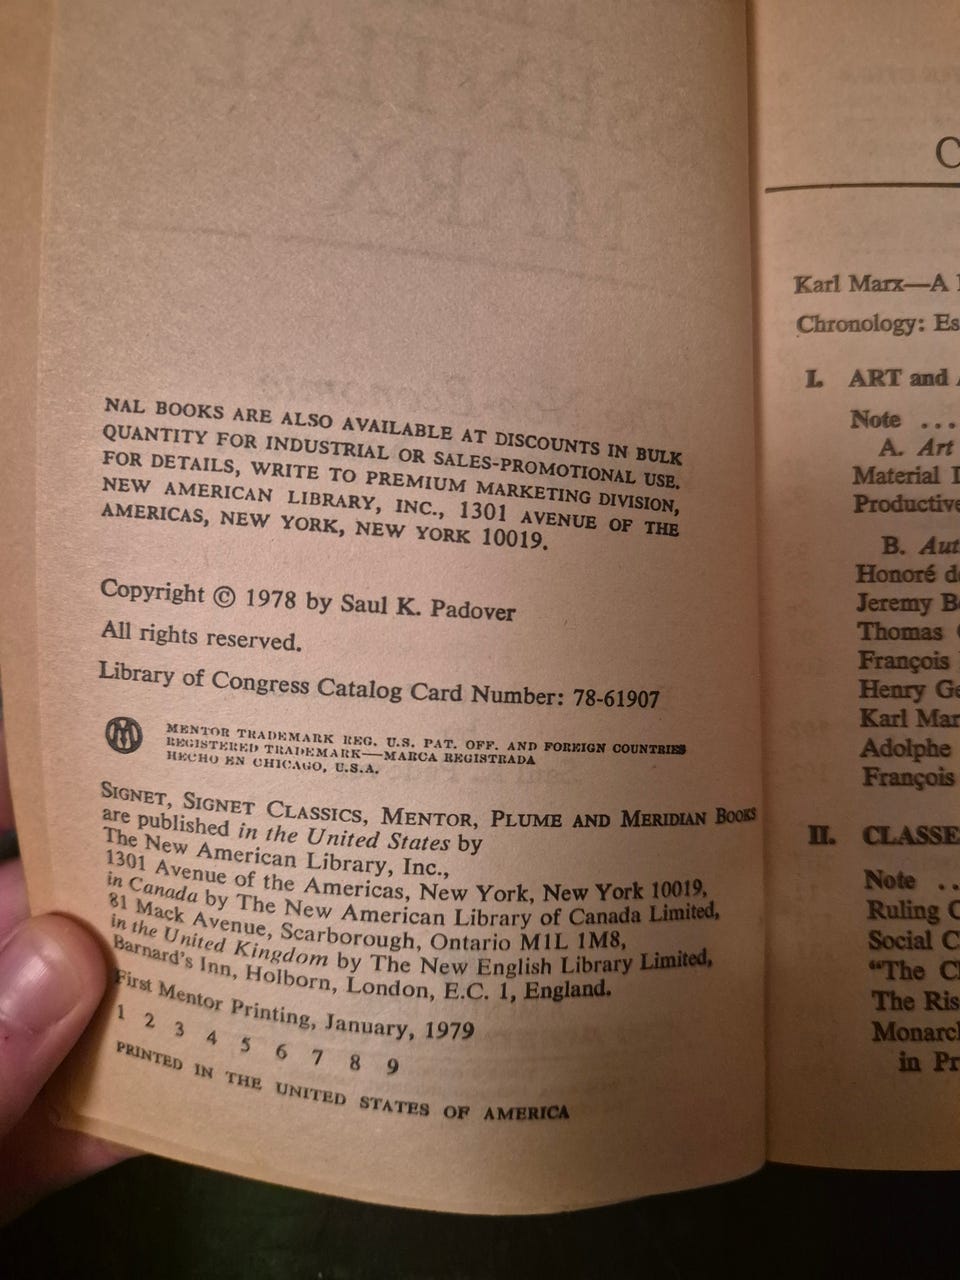 NAL BOOKS ARE ALSO AVAILABLE AT DISCOUNTS IN BULK
QUANTITY FOR INDUSTRIAL OR SALES-PROMOTIONAL USE.
FOR DETAILS, WRITE TO PREMIUM MARKETING DIVISION,
NEW AMERICAN LIBRARY, INC., 1301 AVENUE OF THE
AMERICAS, NEW YORK, NEW YORK 10019.
Copyright © 1978 by Saul K. Padover
All rights reserved.
Library of Congress Catalog Card Number: 78-61907
MENTOR TRADEMARK REG. U.S. PAT. OFF. AND FOREIGN COUNTRIES
REGISTERED TRADEMARK—MARCA REGISTRADA
HECHO EN CHICAGO, U.S.A.
SIGNET, SIGNET CLASSICS, MENTOR, PLUME AND MERIDIAN BOOKS
are published in the United States by
The New American Library, Inc.,
1301 Avenue of the Americas, New York, New York 10019,
in Canada by The New American Library of Canada Limited,
81 Mack Avenue, Scarborough, Ontario M1L 1M8,
in the United Kingdom by The New English Library Limited,
Barnard's Inn, Holborn, London, E.C. 1, England.
First Mentor Printing, January, 1979
1 2 3 4 5 6 7 8 9
PRINTED IN THE UNITED STATES OF AMERICA
C
Karl Marx—A
Chronology: Es
I. ART and
Note ...
A. Art
Material
Productive
B. Aut
Honoré de
Jeremy Be
Thomas
François
Henry Ge
Karl Mar
Adolphe
François
II. CLASSE
Note ..
Ruling C
Social C
"The Cl
The Ris
Monarc
in Pr